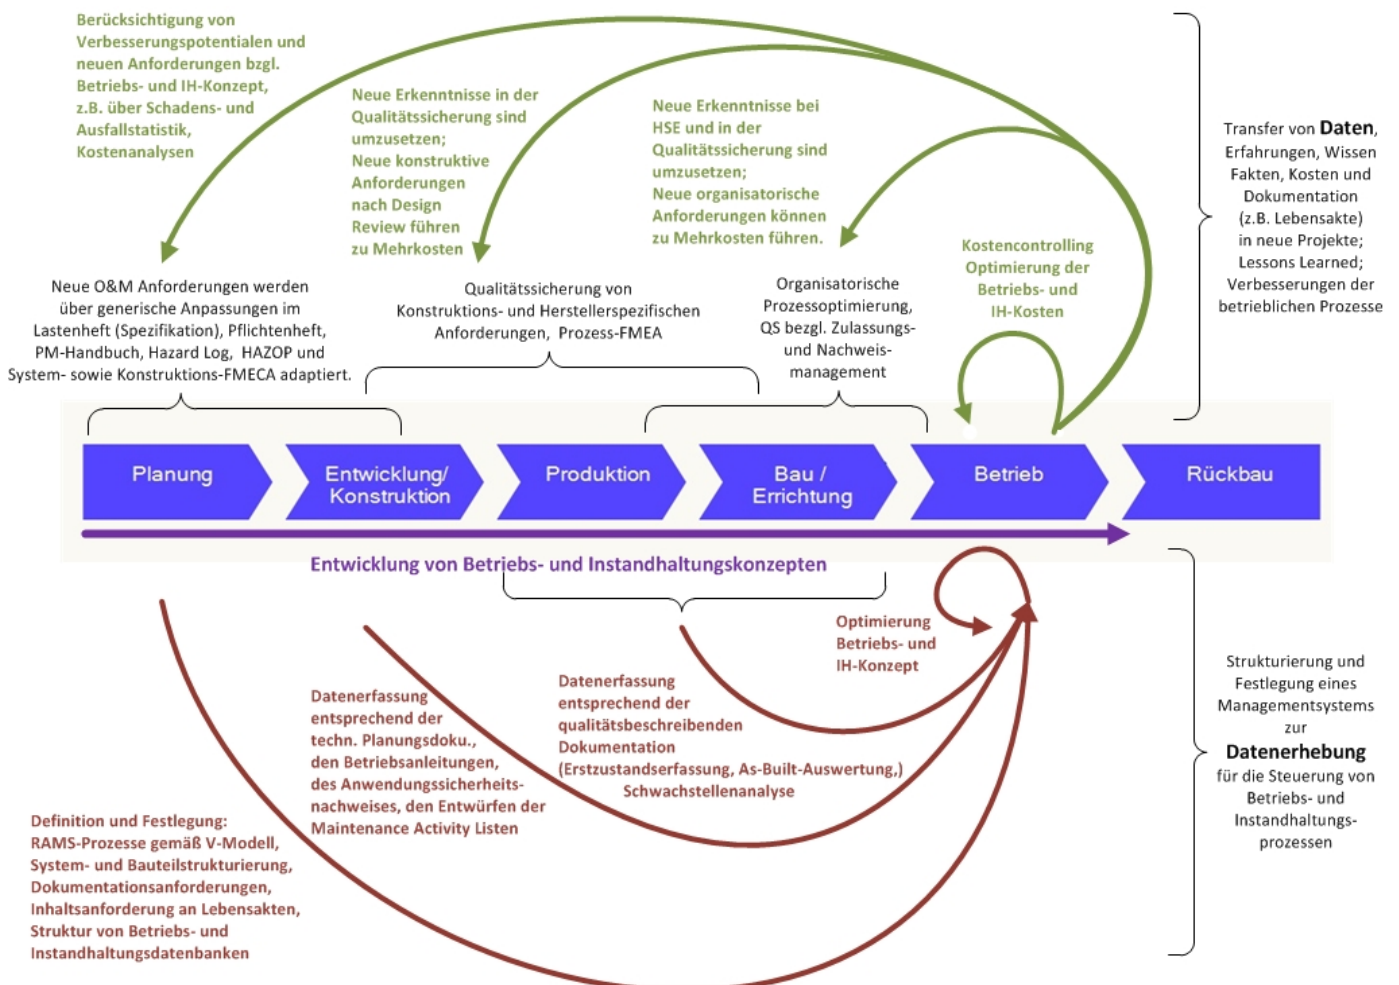 Berücksichtigung von
Verbesserungspotentialen und
neuen Anforderungen bzgl.
Betriebs- und IH-Konzept,
z.B. über Schadens- und
Ausfallstatistik,
Kostenanalysen
Neue Erkenntnisse in der
Qualitätssicherung sind
umzusetzen;
Neue konstruktive
Anforderungen
nach Design
Review führen
zu Mehrkosten
Neue Erkenntnisse bei
HSE und in der
Qualitätssicherung sind
umzusetzen;
Neue organisatorische
Anforderungen können
zu Mehrkosten führen.
Kostencontrolling
Optimierung der
Betriebs- und
IH-Kosten
Transfer von Daten,
Erfahrungen, Wissen
Fakten, Kosten und
Dokumentation
(z.B. Lebensakte)
in neue Projekte;
Lessons Learned;
Verbesserungen der
betrieblichen Prozesse
Neue O&M Anforderungen werden
über generische Anpassungen im
Lastenheft (Spezifikation), Pflichtenheft,
PM-Handbuch, Hazard Log, HAZOP und
System- sowie Konstruktions-FMECA adaptiert.
Qualitätssicherung von
Konstruktions- und Herstellerspezifischen
Anforderungen, Prozess-FMEA
Organisatorische
Prozessoptimierung,
QS bezgl. Zulassungs-
und Nachweis-
management
Planung
Entwicklung/
Konstruktion
Produktion
Bau /
Errichtung
Betrieb
Rückbau
Entwicklung von Betriebs- und Instandhaltungskonzepten
Optimierung
Betriebs- und
IH-Konzept
Datenerfassung
entsprechend der
qualitätsbeschreibenden
Dokumentation
(Erstzustandserfassung, As-Built-Auswertung,)
Schwachstellenanalyse
Datenerfassung
entsprechend der
techn. Planungsdoku.,
den Betriebsanleitungen,
des Anwendungssicherheits-
nachweises, den Entwürfen der
Maintenance Activity Listen
Definition und Festlegung:
RAMS-Prozesse gemäß V-Modell,
System- und Bauteilstrukturierung,
Dokumentationsanforderungen,
Inhaltsanforderung an Lebensakten,
Struktur von Betriebs- und
Instandhaltungsdatenbanken
Strukturierung und
Festlegung eines
Managementsystems
zur
Datenerhebung
für die Steuerung von
Betriebs- und
Instandhaltungs-
prozessen